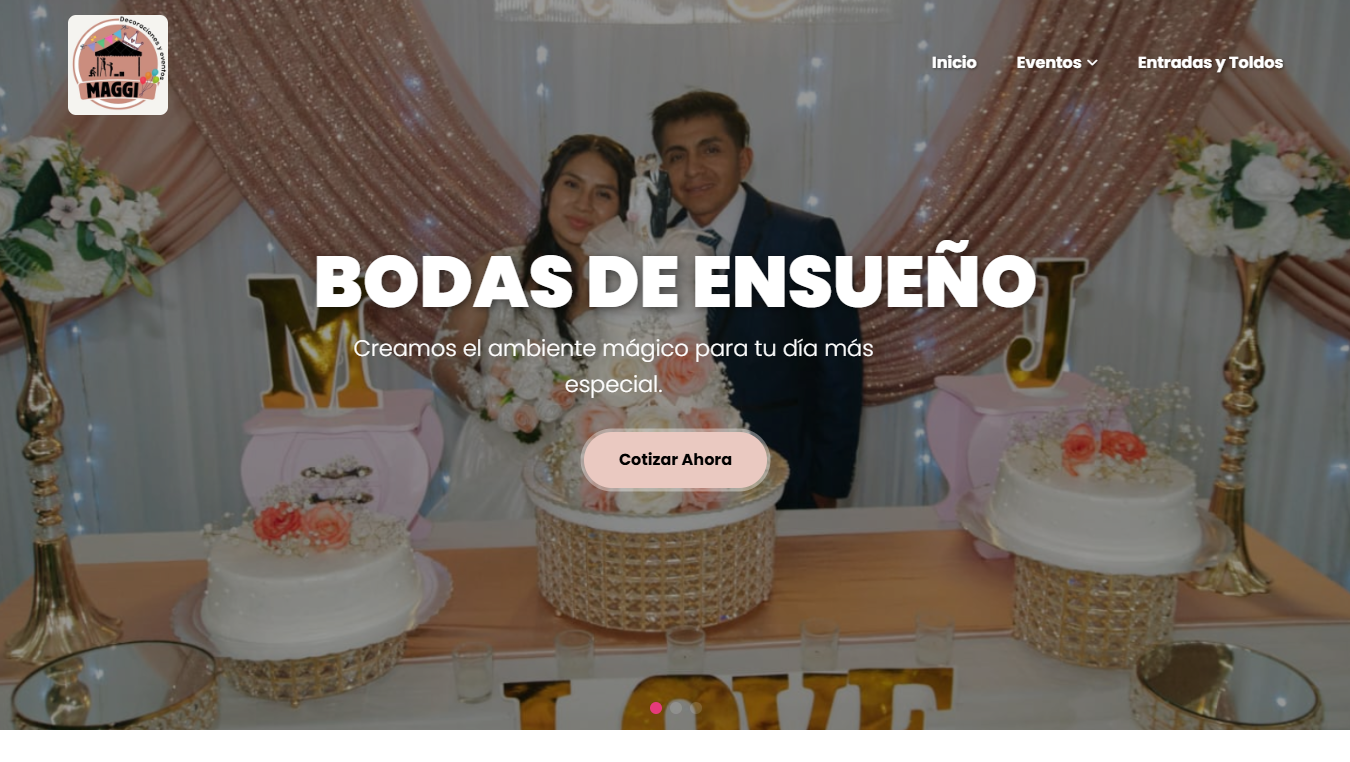 Decoraciones y eventos
MAGGI
Inicio
Eventos
Entradas y Toldos
BODAS DE ENSUEÑO
M
J
Creamos el ambiente mágico para tu día más
especial.
Cotizar Ahora
LOVE